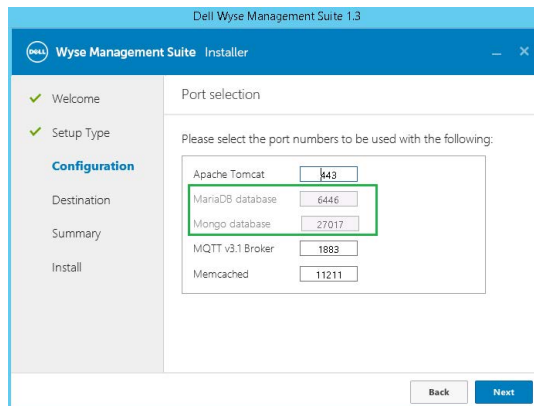 Dell Wyse Management Suite 1.3
DELL Wyse Management Suite Installer
Welcome
Port selection
Setup Type
Please select the port numbers to be used with the following:
Configuration
Apache Tomcat 443
Destination
MariaDB database 6446
Mongo database 27017
Summary
MQTT v3.1 Broker 1883
Install
Memcached 11211
Back Next